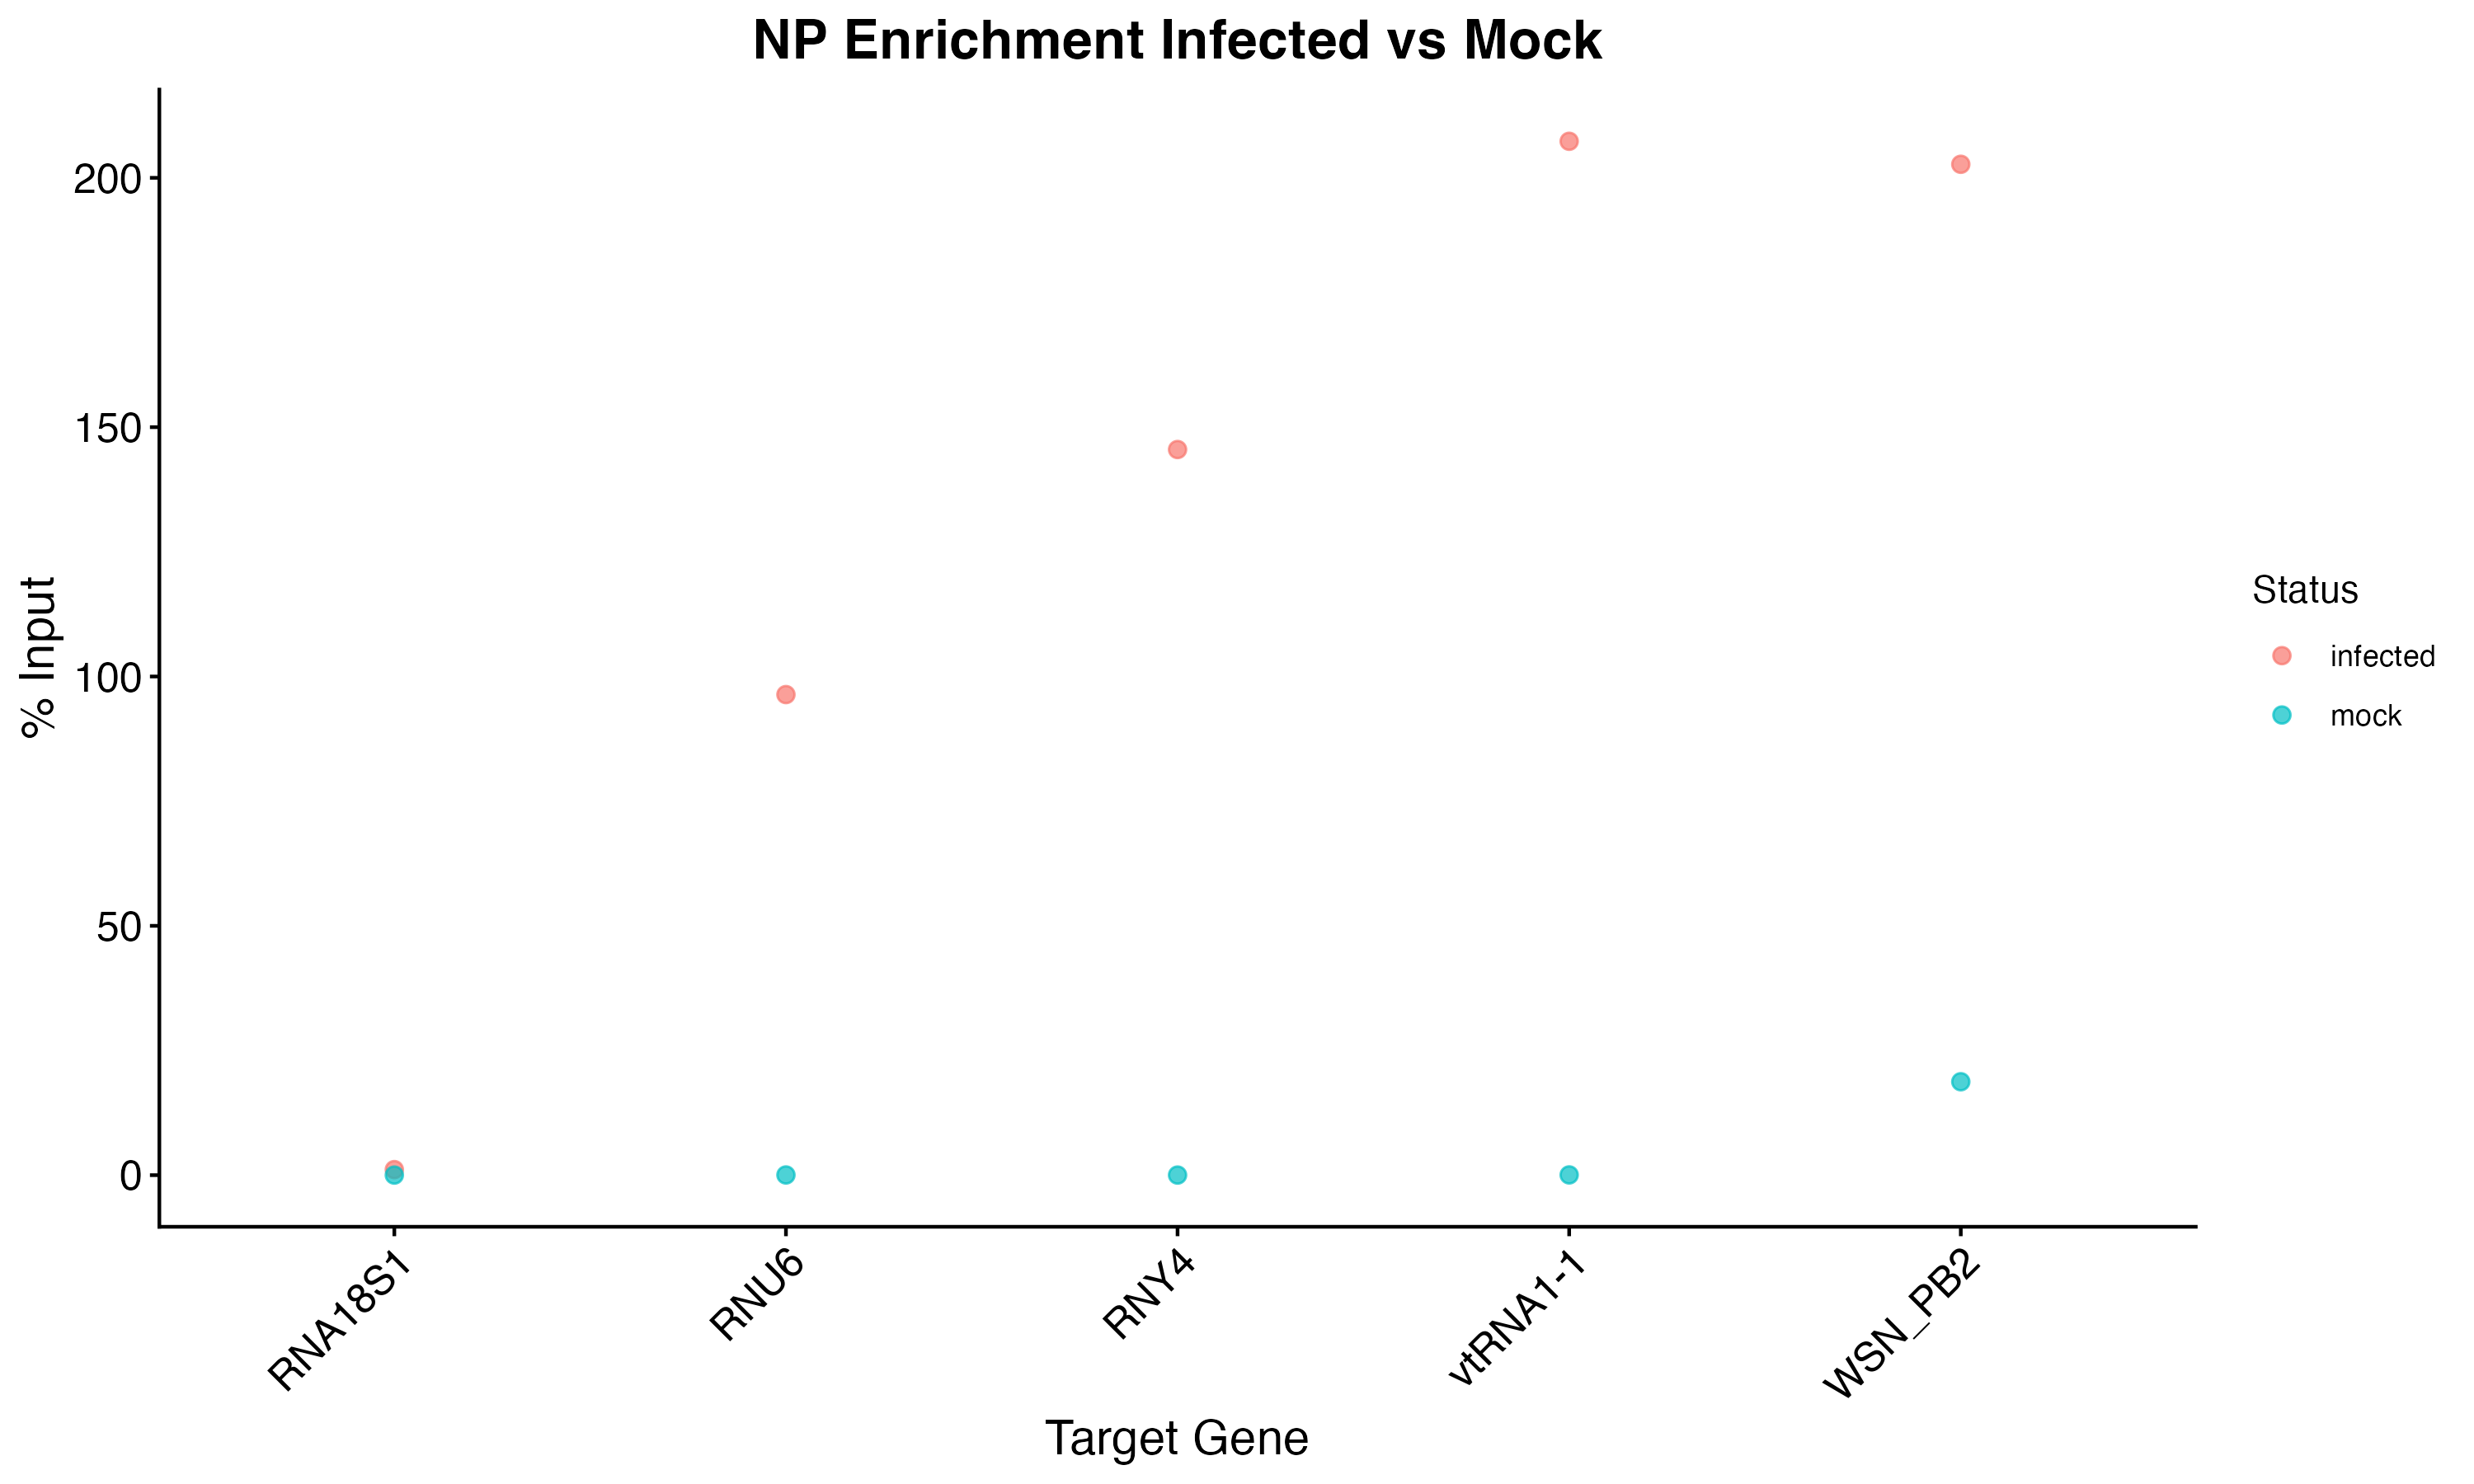 NP Enrichment Infected vs Mock
% Input
200
150
100
50
0
RNA18S1
RNU6
RNY4
vtRNA1-1
WSN_PB2
Target Gene
Status
infected
mock